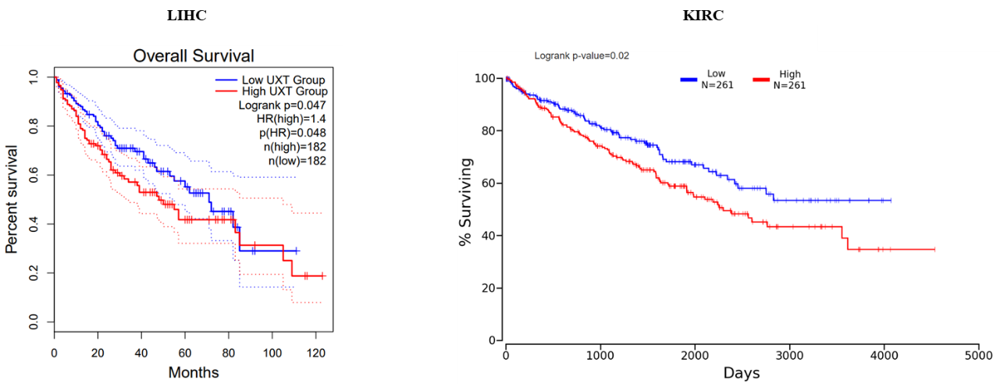 LIHC
Overall Survival
Low UXT Group
High UXT Group
Logrank p=0.047
HR(high)=1.4
p(HR)=0.048
n(high)=182
n(low)=182
Percent survival
1.0
0.8
0.6
0.4
0.2
0.0
0 20 40 60 80 100 120
Months
KIRC
Logrank p-value=0.02
Low
N=261
High
N=261
% Surviving
100
80
60
40
20
0
0 1000 2000 3000 4000 5000
Days